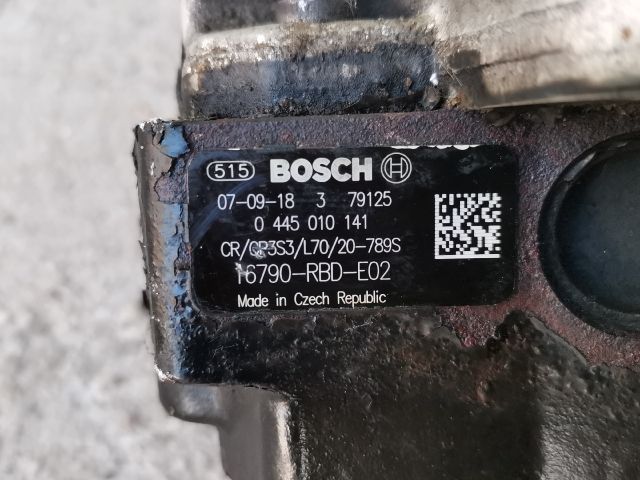 515 BOSCH
07-09-18 3 79125
0 445 010 141
CR/CP3S3/L70/20-789S
16790-RBD-E02
Made in Czech Republic